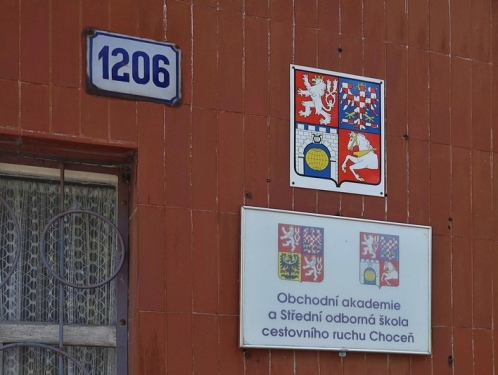 1206
Obchodní akademie
a Střední odborná škola
cestovního ruchu Choceň